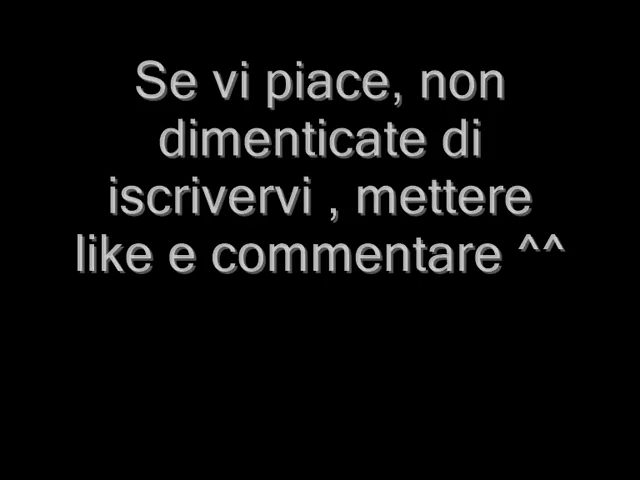 Se vi piace, non
dimenticate di
iscrivervi , mettere
like e commentare ^^